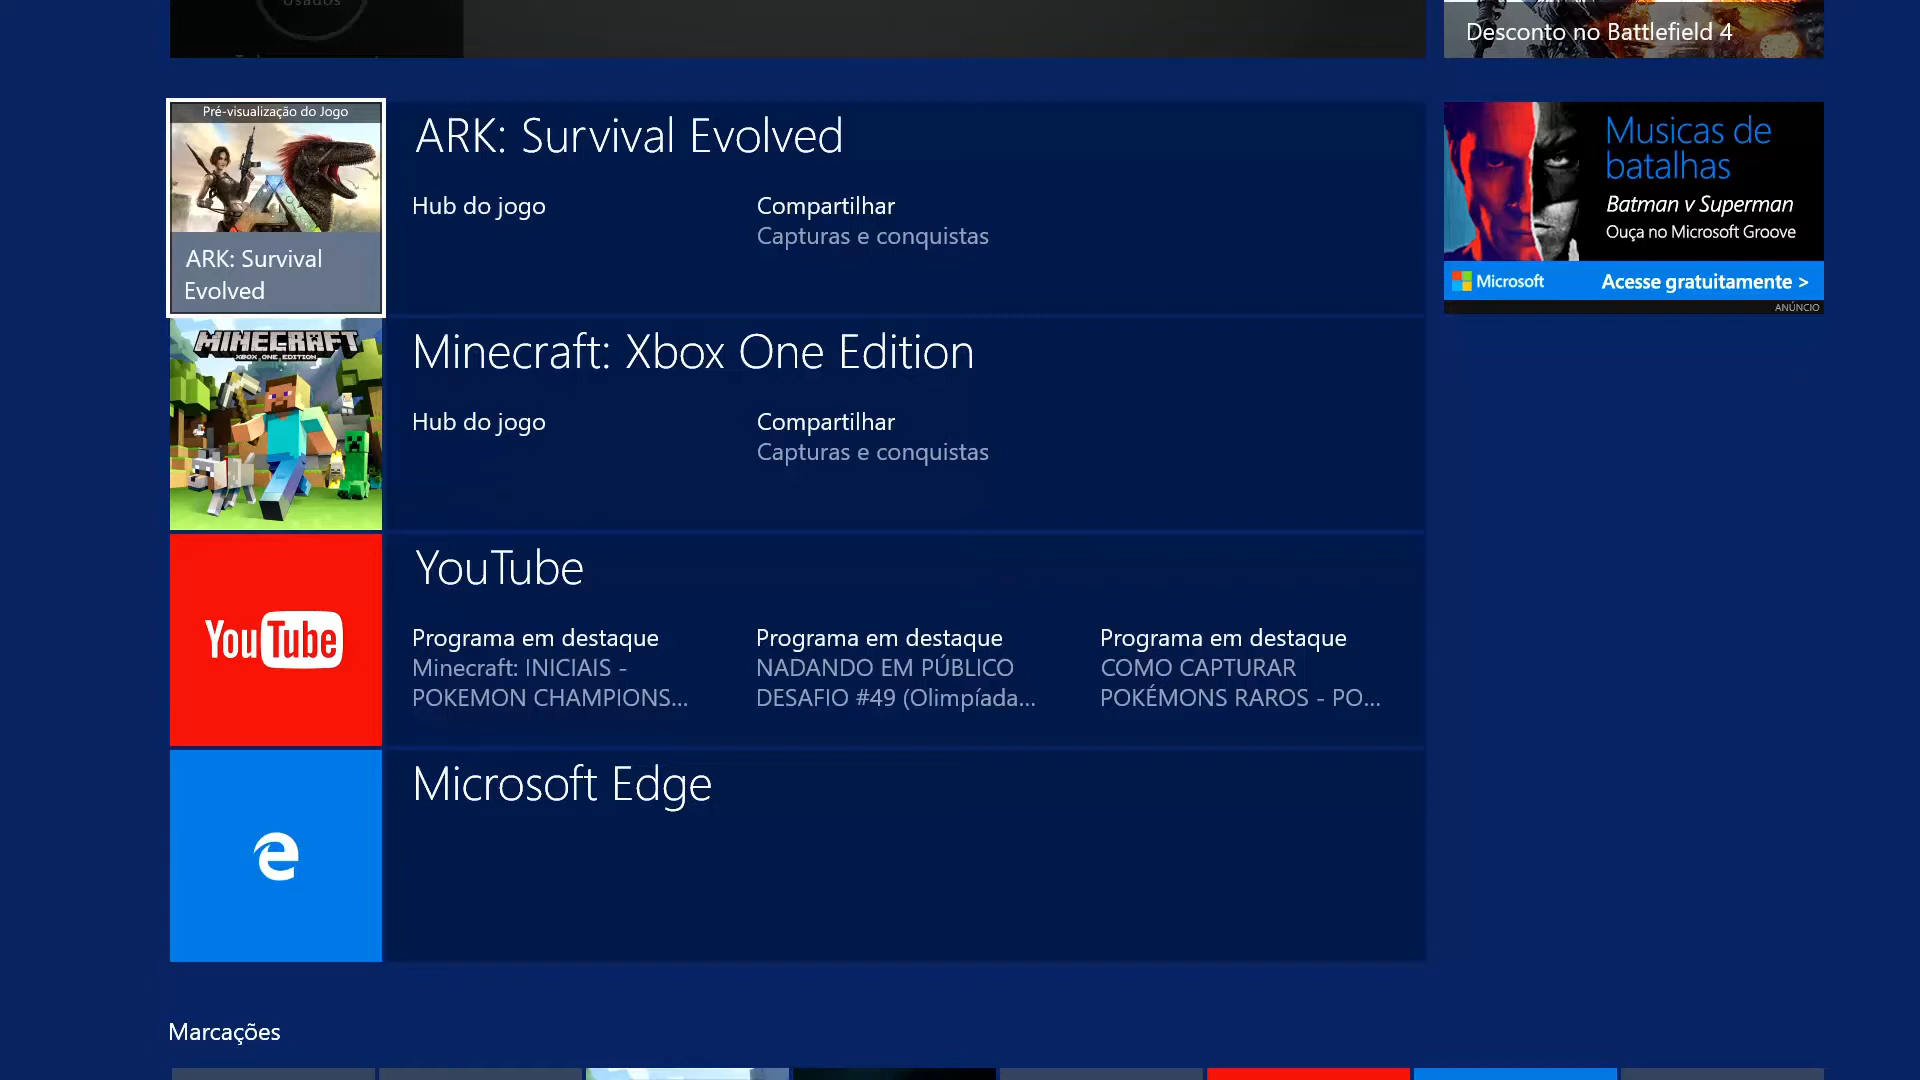 Usados
Desconto no Battlefield 4
Pré-visualização do Jogo
ARK: Survival
Evolved
ARK: Survival Evolved
Hub do jogo
Compartilhar
Capturas e conquistas
Musicas de
batalhas
Batman v Superman
Ouça no Microsoft Groove
Microsoft
Acesse gratuitamente >
ANÚNCIO
MINECRAFT
XBOX ONE EDITION
Minecraft: Xbox One Edition
Hub do jogo
Compartilhar
Capturas e conquistas
YouTube
YouTube
Programa em destaque
Minecraft: INICIAIS -
POKEMON CHAMPIONS...
Programa em destaque
NADANDO EM PÚBLICO
DESAFIO #49 (Olimpíada...
Programa em destaque
COMO CAPTURAR
POKÉMONS RAROS - PO...
Microsoft Edge
Marcações